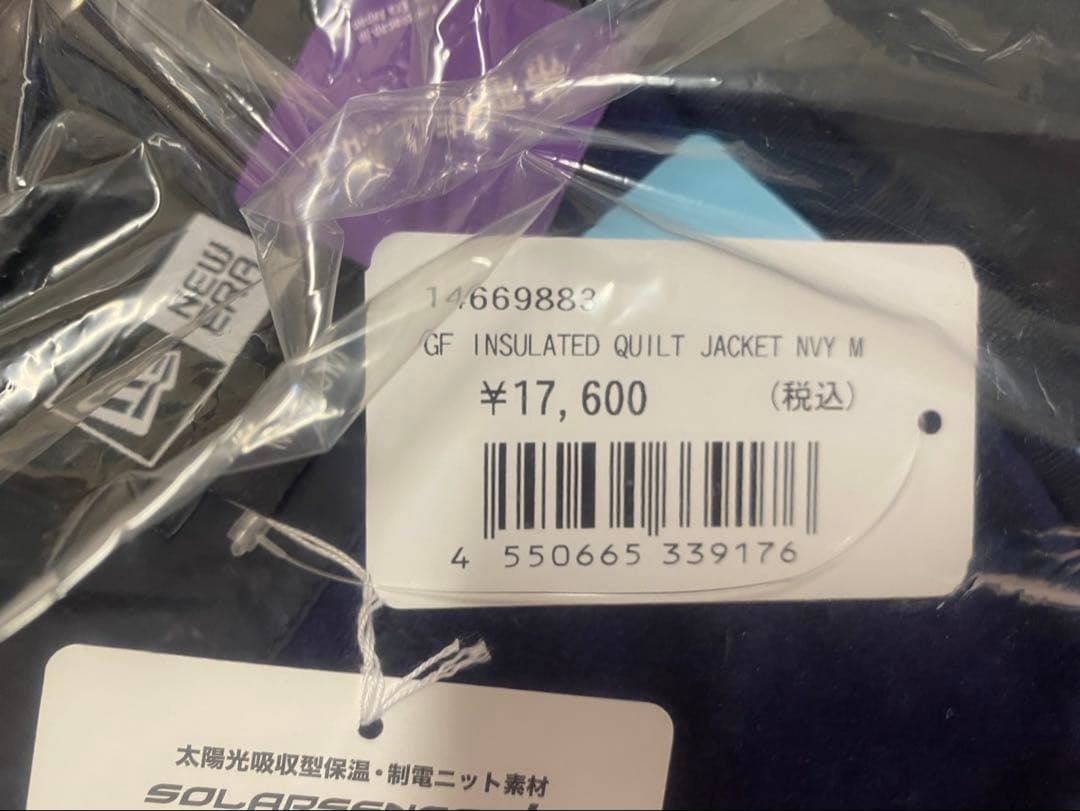 NEW
ERA
14669883
GF INSULATED QUILT JACKET NVY M
¥17,600 (税込)
4 550665 339176
太陽光吸収型保温・制電ニット素材